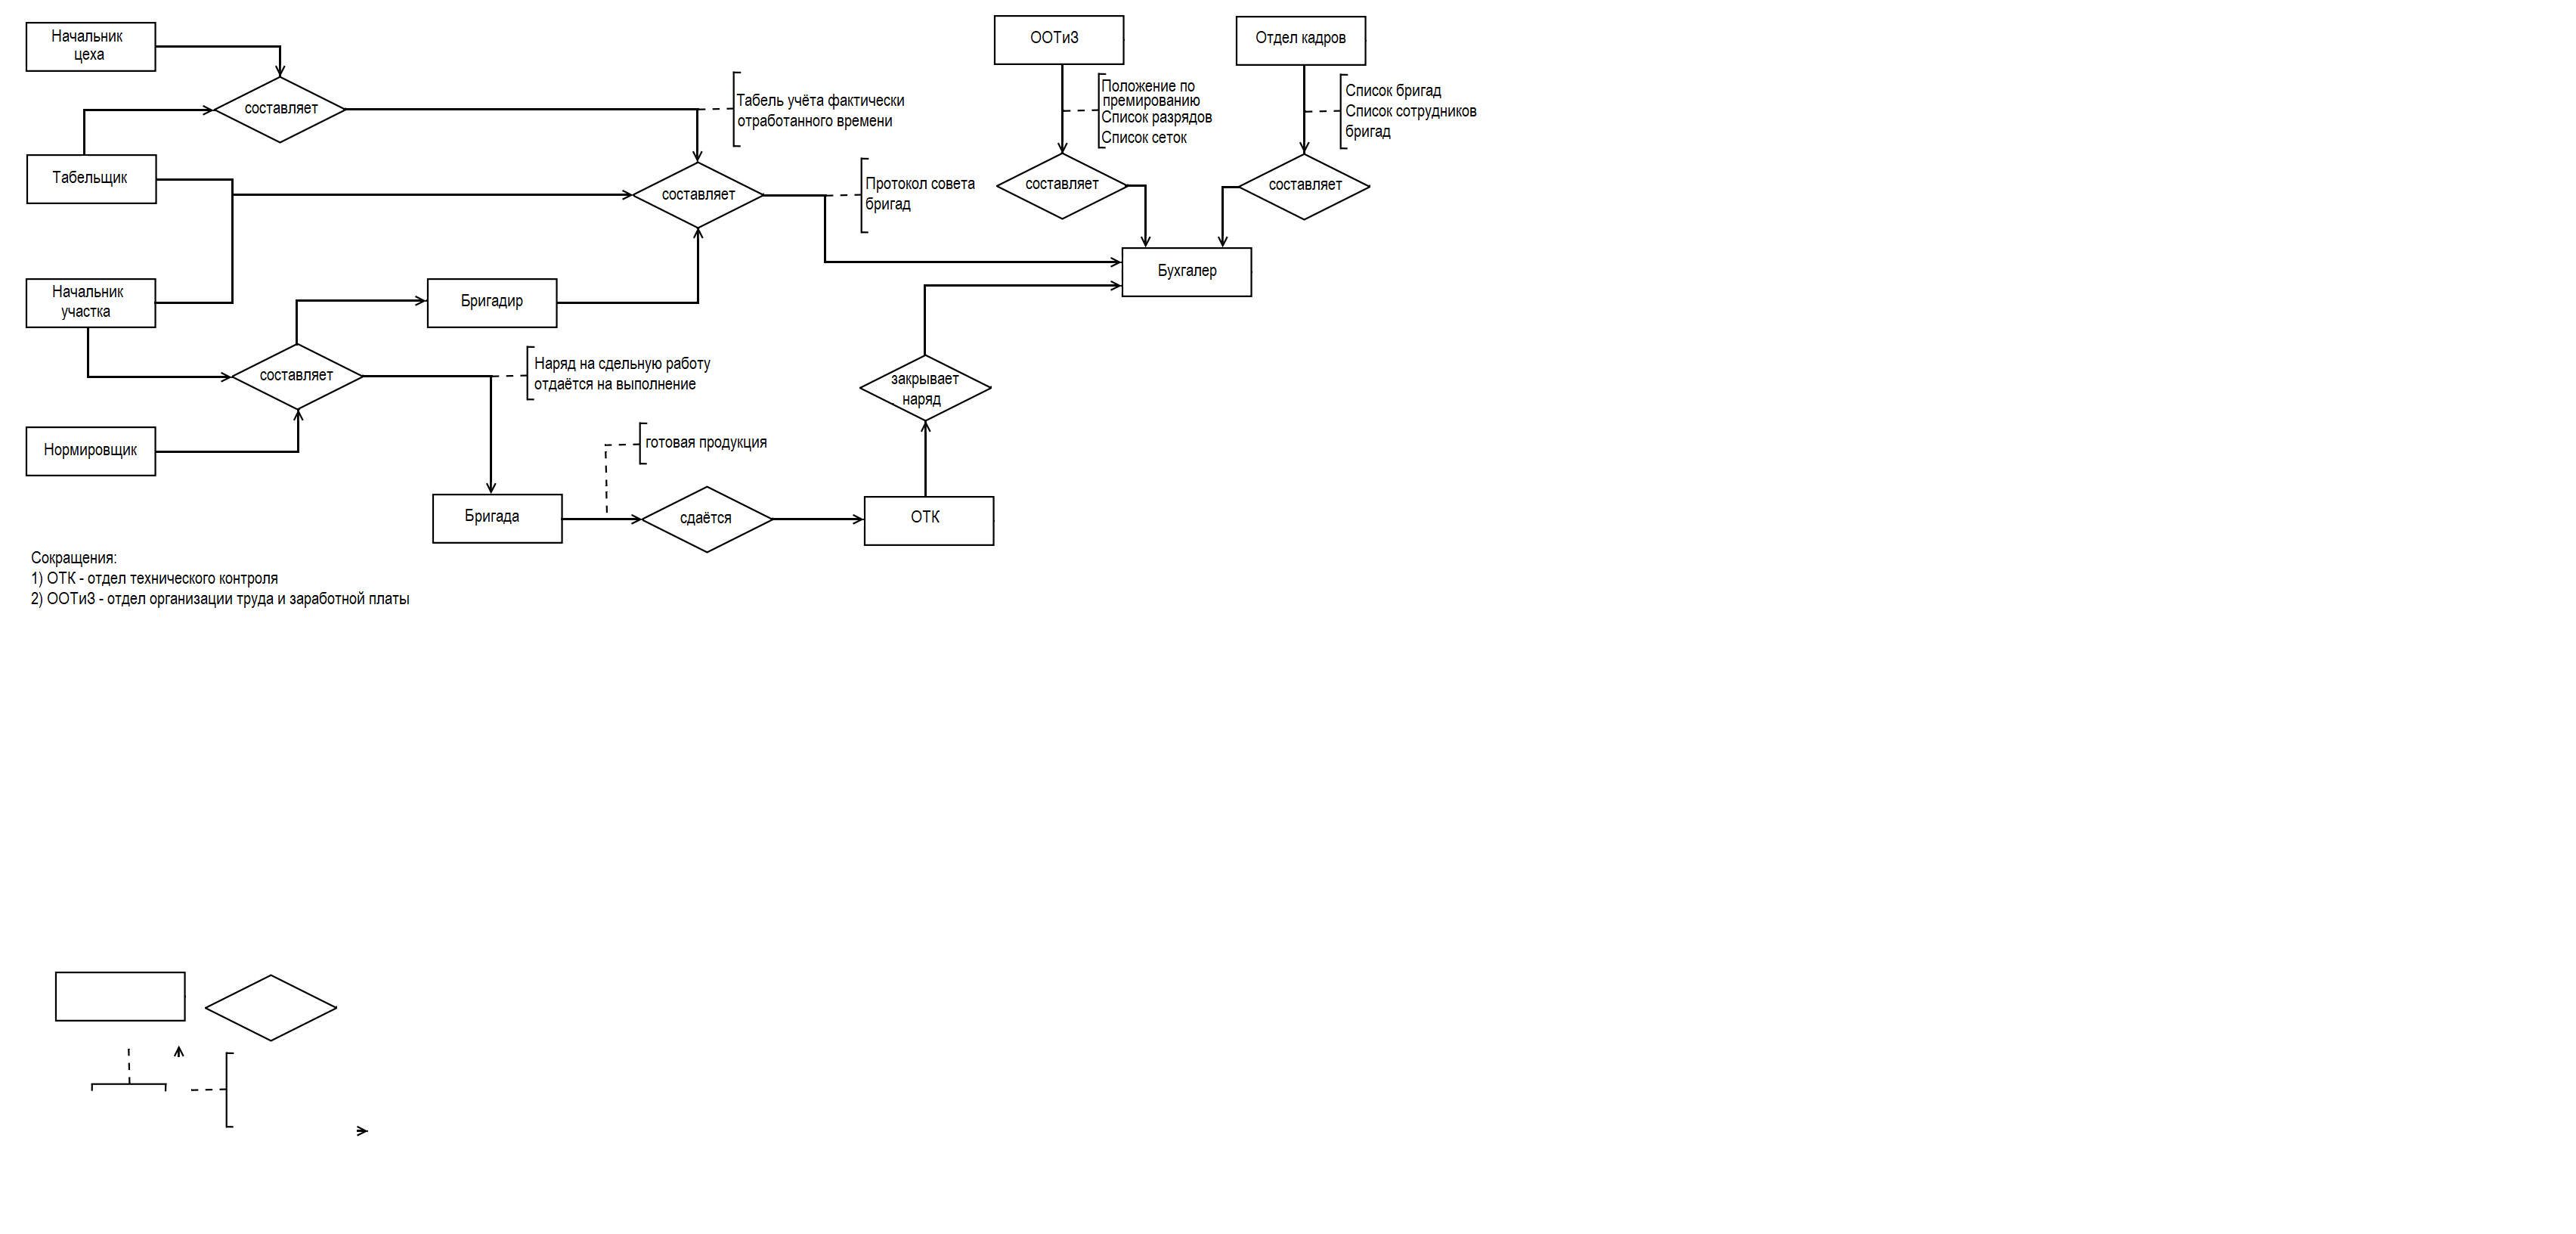 Начальник
цеха
ООТиЗ
Отдел кадров
составляет
Табель учёта фактически
отработанного времени
Положение по
премированию
Список разрядов
Список сеток
Список бригад
Список сотрудников
бригад
Табельщик
составляет
Протокол совета
бригад
составляет
составляет
Начальник
участка
Бригадир
Бухгалер
составляет
Наряд на сдельную работу
отдаётся на выполнение
закрывает
наряд
Нормировщик
готовая продукция
Бригада
сдаётся
ОТК
Сокращения:
1) ОТК - отдел технического контроля
2) ООТиЗ - отдел организации труда и заработной платы